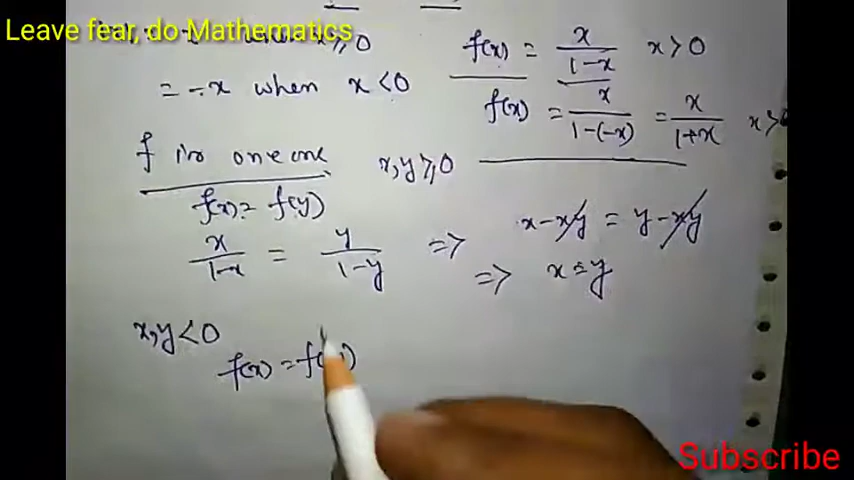 Leave fear, do Mathematics
x ≥ 0
= -x when x < 0
f(x) = x/(1-x) x > 0
f(x) = x/(1-(-x)) = x/(1+x)
f is one one x, y ≥ 0
f(x) = f(y)
x/(1-x) = y/(1-y) => x - xy = y - xy
=> x = y
x, y < 0
f(x) = f(
Subscribe